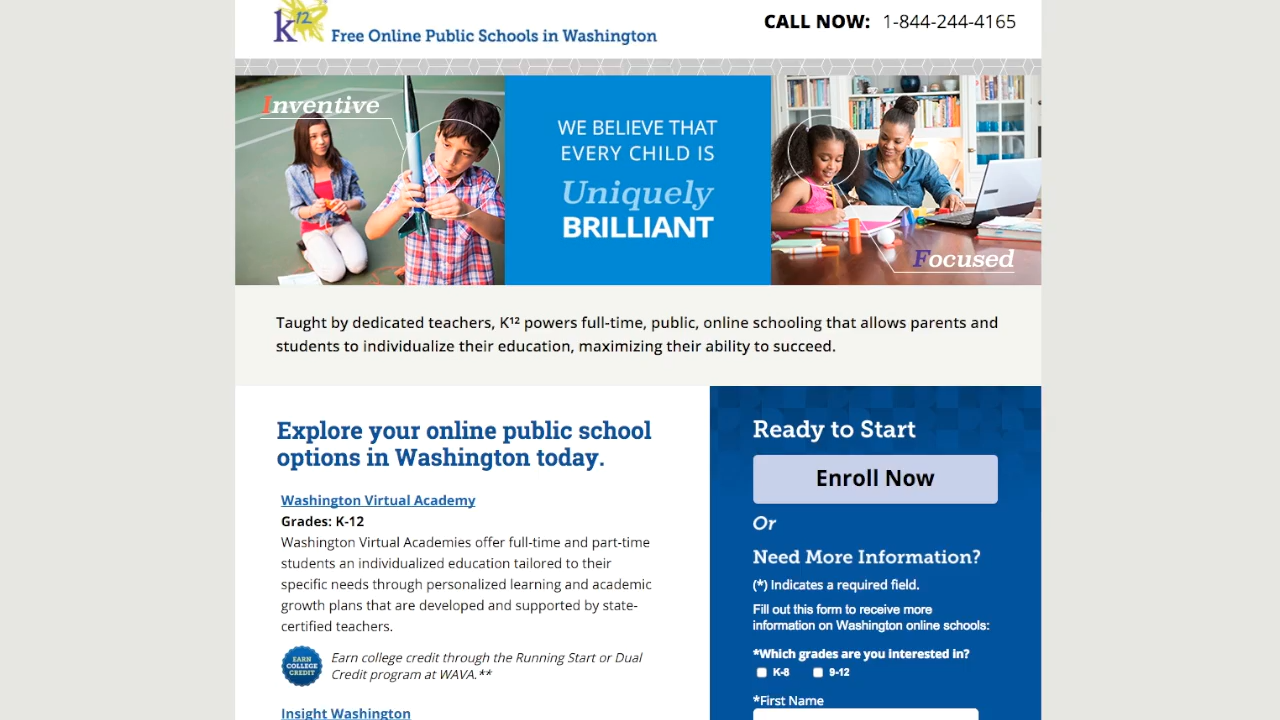 k12 Free Online Public Schools in Washington
CALL NOW: 1-844-244-4165
Inventive
WE BELIEVE THAT
EVERY CHILD IS
Uniquely
BRILLIANT
Focused
Taught by dedicated teachers, K¹² powers full-time, public, online schooling that allows parents and
students to individualize their education, maximizing their ability to succeed.
Explore your online public school
options in Washington today.
Washington Virtual Academy
Grades: K-12
Washington Virtual Academies offer full-time and part-time
students an individualized education tailored to their
specific needs through personalized learning and academic
growth plans that are developed and supported by state-
certified teachers.
EARN
COLLEGE
CREDIT
Earn college credit through the Running Start or Dual
Credit program at WAVA.**
Insight Washington
Ready to Start
Enroll Now
Or
Need More Information?
(*) Indicates a required field.
Fill out this form to receive more
information on Washington online schools:
*Which grades are you interested in?
K-8 9-12
*First Name